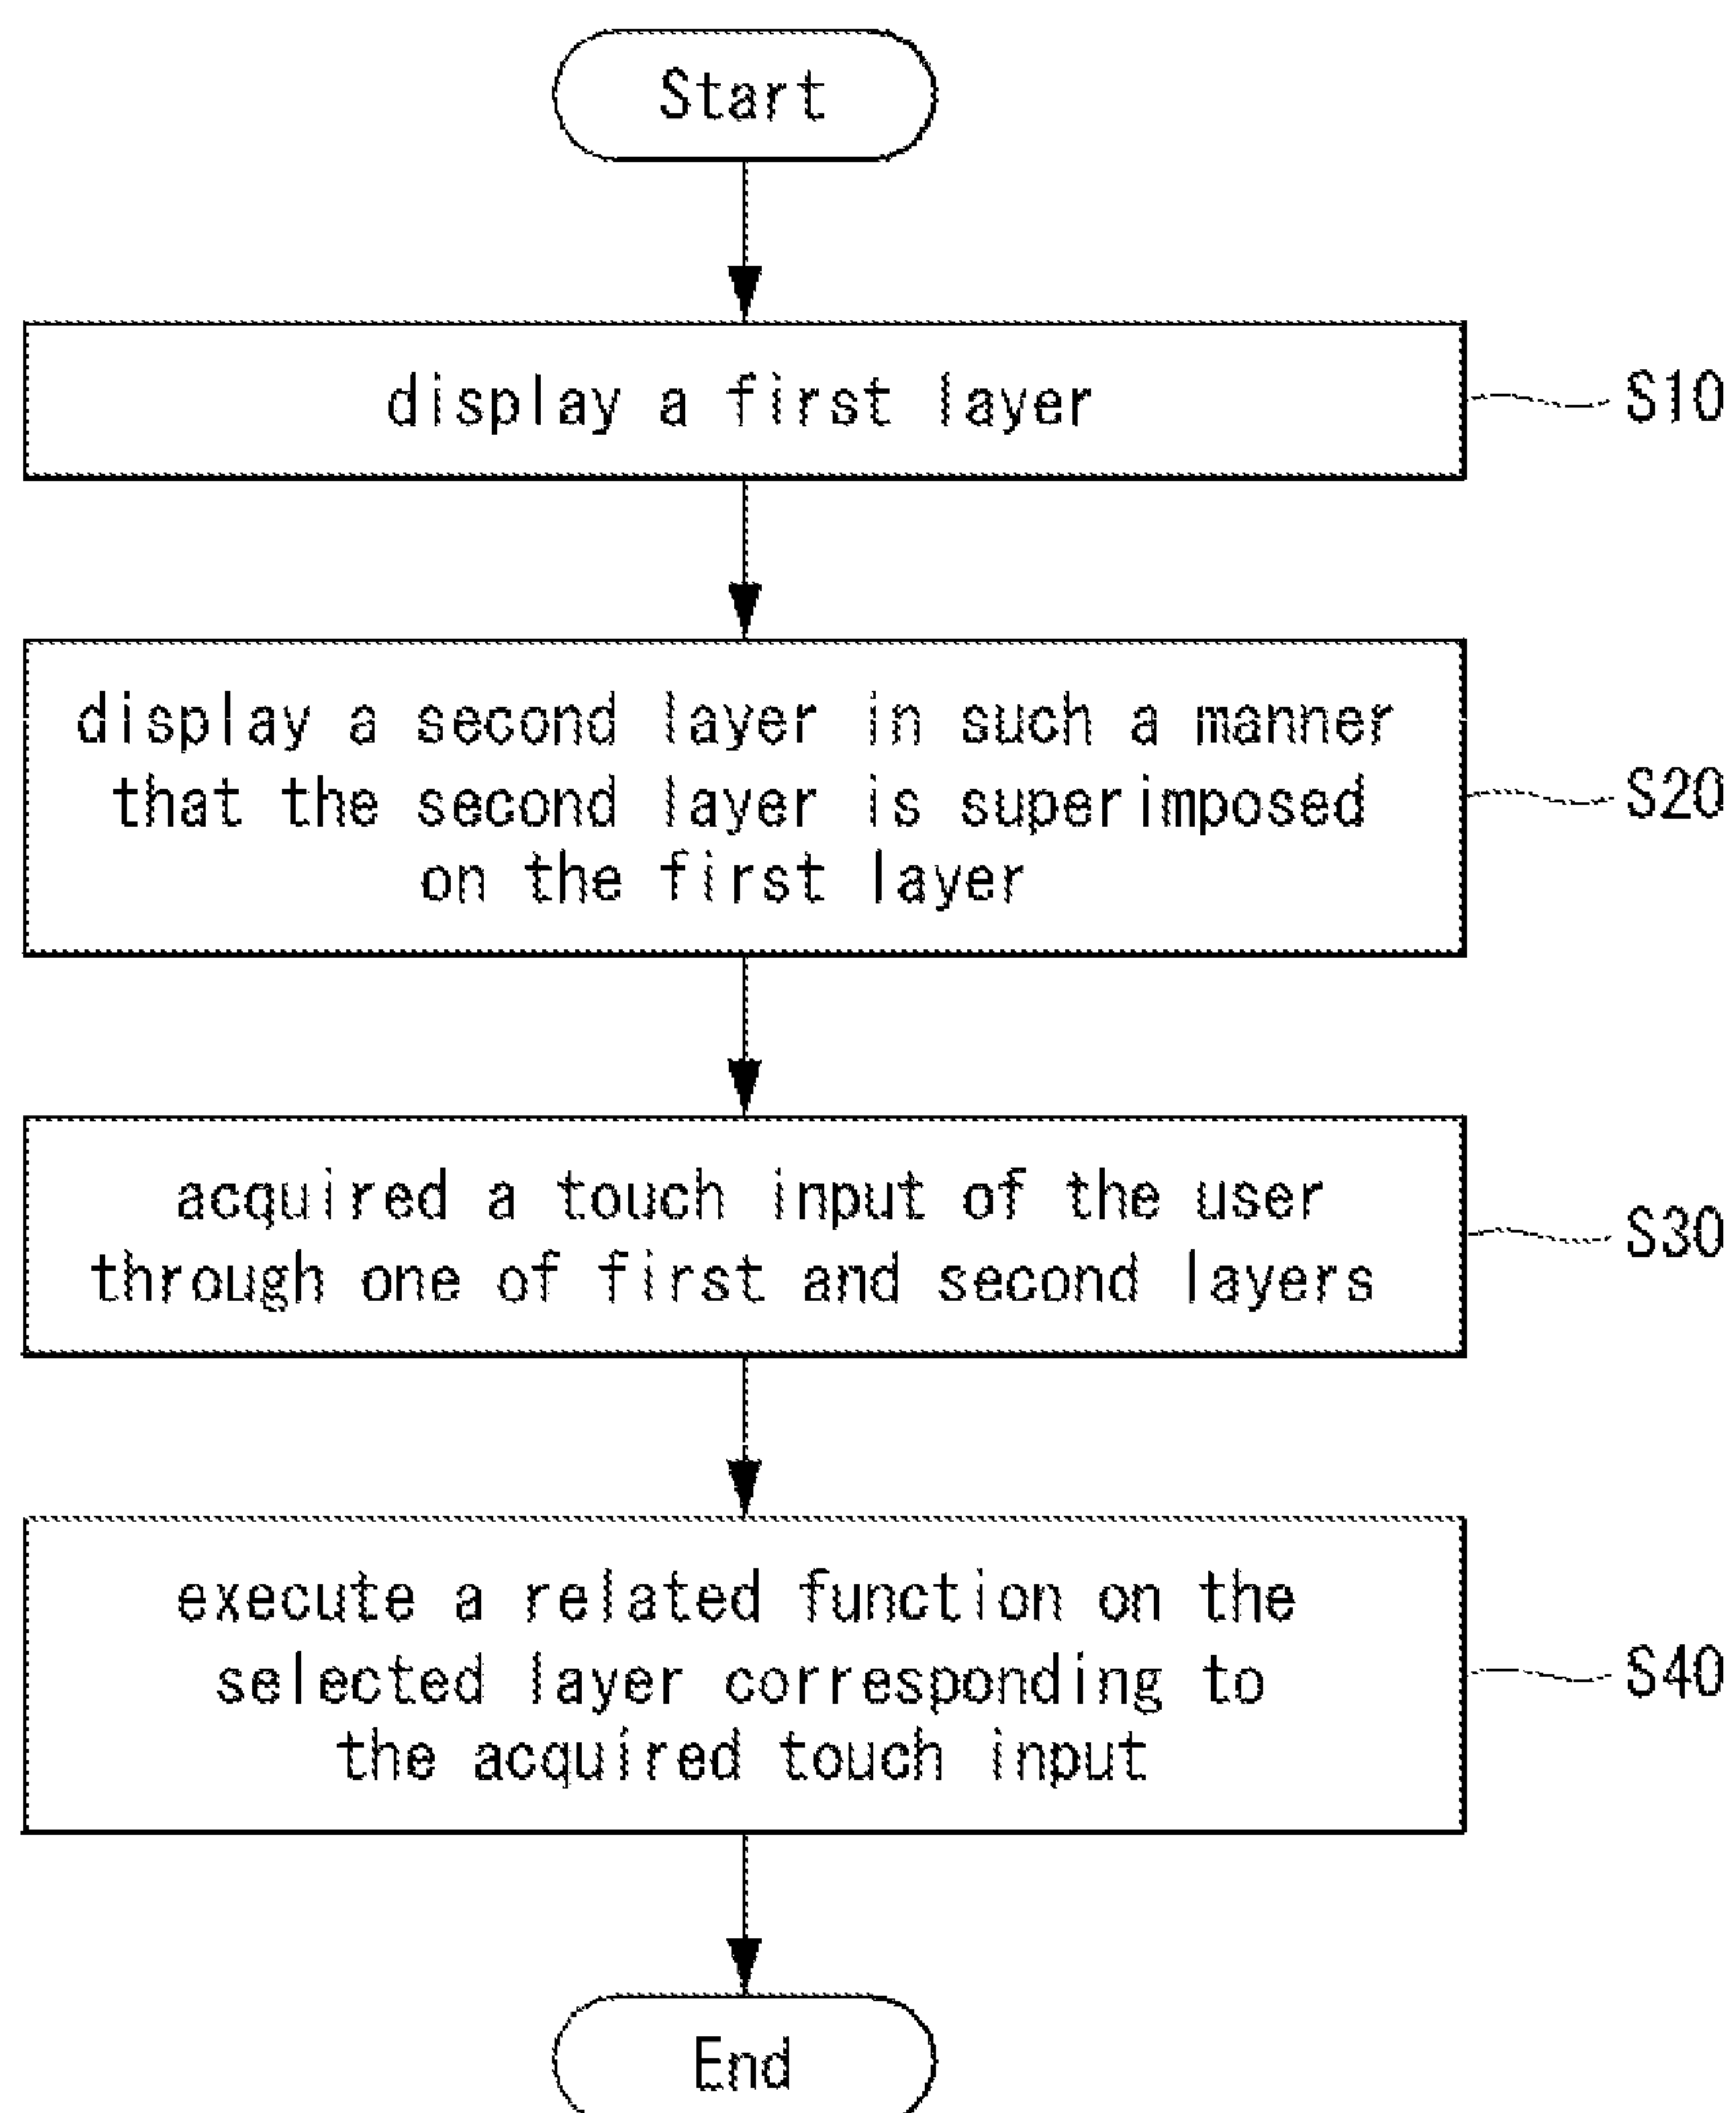 Start
display a first layer
S10
display a second layer in such a manner
that the second layer is superimposed
on the first layer
S20
acquired a touch input of the user
through one of first and second layers
S30
execute a related function on the
selected layer corresponding to
the acquired touch input
S40
End